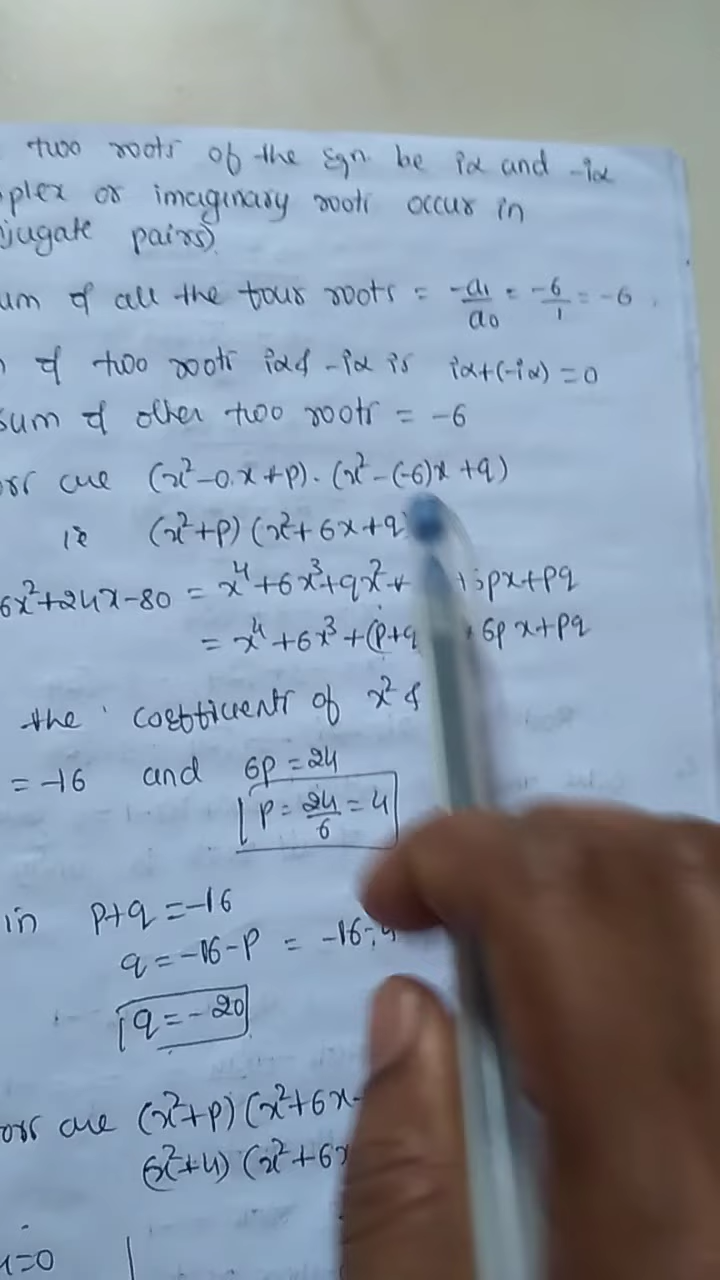 two roots of the Eqn. be iα and -iα
plex or imaginary roots occur in
jugate pairs)
um of all the four roots = -a1/a0 = -6/1 = -6.
of two roots iα & -iα is iα+(-iα) = 0
sum of other two roots = -6
ors are (x²-0.x+p).(x²-(-6)x+q)
is (x²+p)(x²+6x+q
6x²+24x-80 = x⁴+6x³+qx²+ px+pq
= x⁴+6x³+(p+q 6px+pq
the coefficients of x² &
= -16 and 6p = 24
p = 24/6 = 4
in p+q = -16
q = -16-p = -16-4
q = -20
ors are (x²+p)(x²+6x
(x²+4)(x²+6x
=0